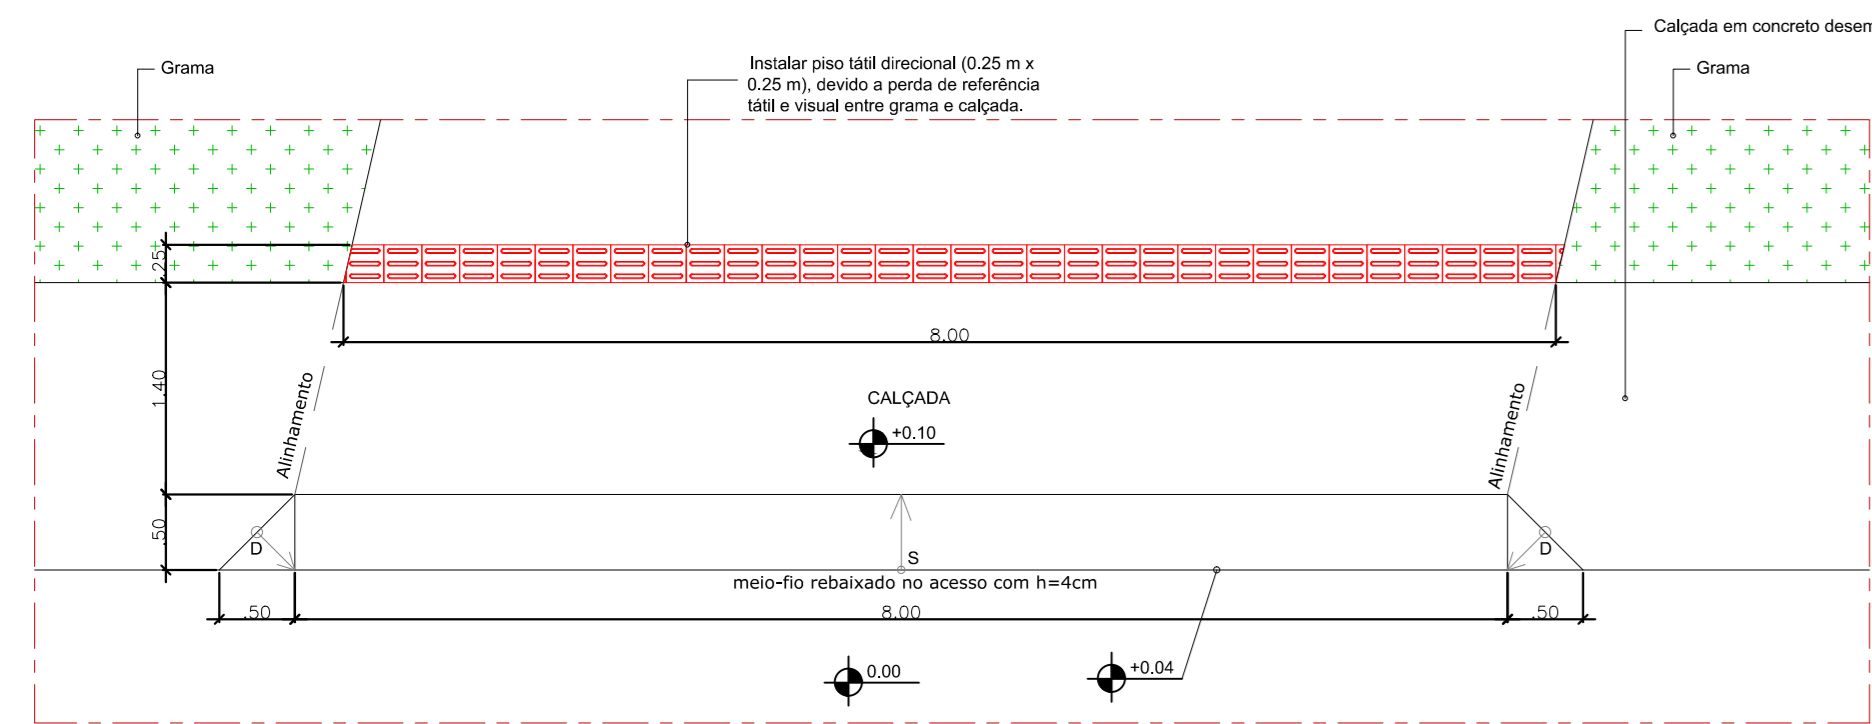 Calçada em concreto desem
Grama
Instalar piso tátil direcional (0.25 m x
0.25 m), devido a perda de referência
tátil e visual entre grama e calçada.
Grama
.25
8.00
1.40
Alinhamento
CALÇADA
+0.10
Alinhamento
.50
D
S
D
meio-fio rebaixado no acesso com h=4cm
.50
8.00
.50
0.00
+0.04